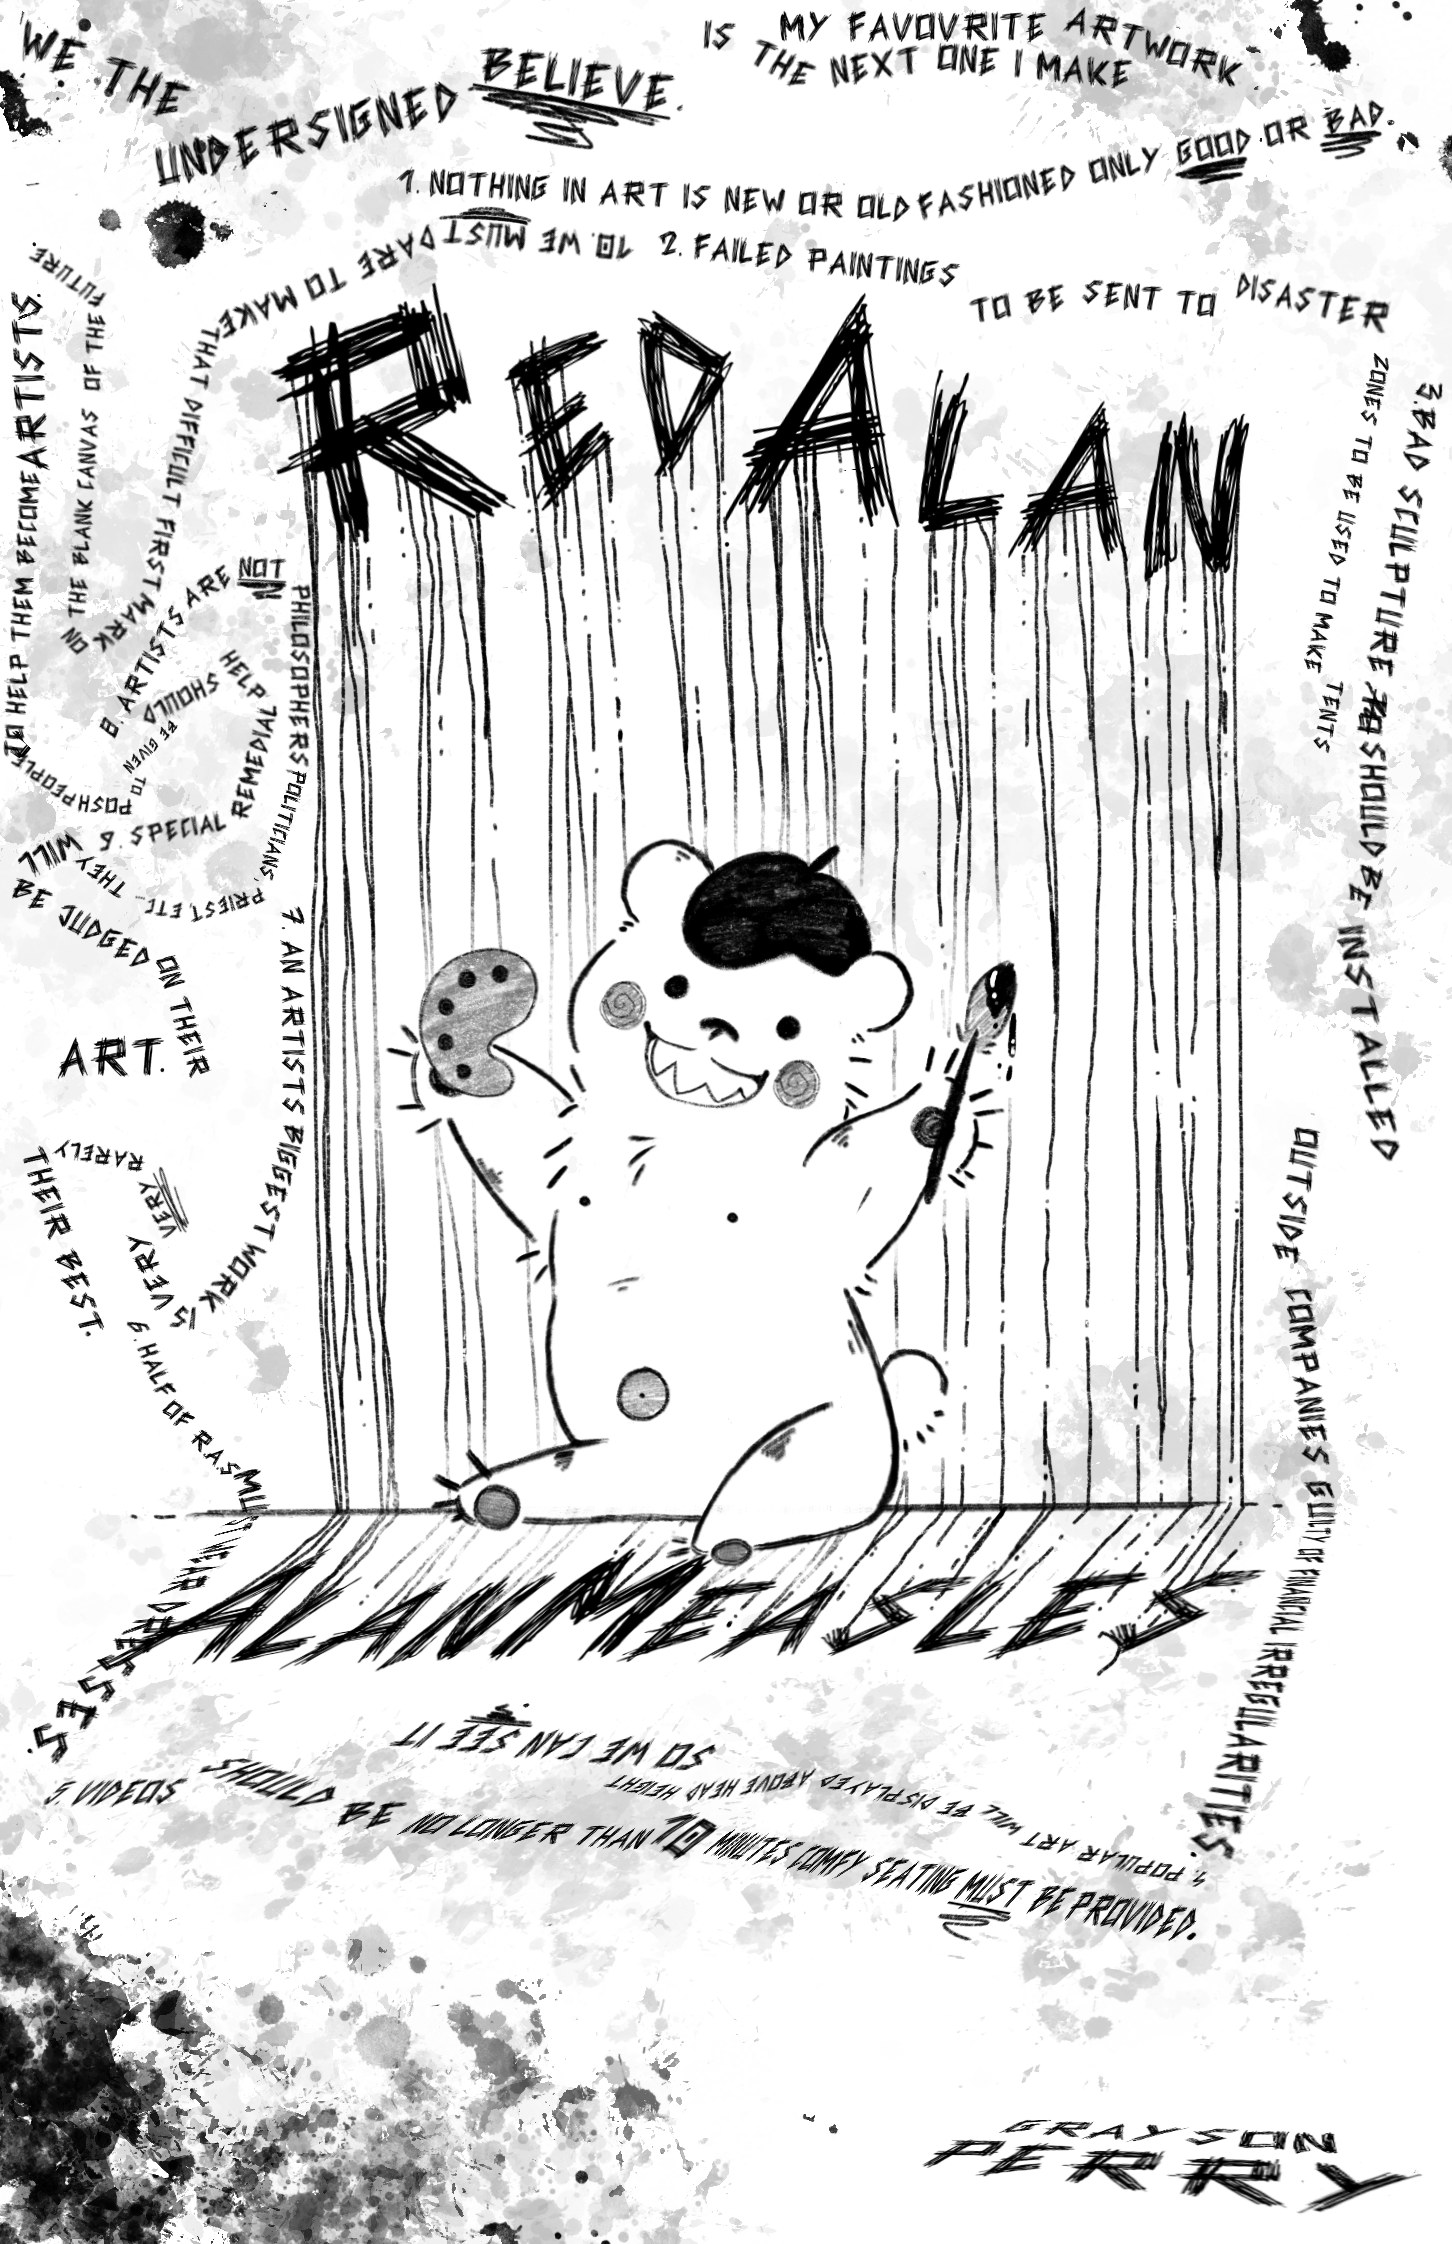 WE THE UNDERSIGNED BELIEVE.
MY FAVOURITE ARTWORK
IS THE NEXT ONE I MAKE
1. NOTHING IN ART IS NEW OR OLD FASHIONED ONLY GOOD OR BAD.
2. FAILED PAINTINGS TO BE SENT TO DISASTER
ZONES TO BE USED TO MAKE TENTS
3. BAD SCULPTURE SHOULD BE INSTALLED
OUTSIDE COMPANIES GUILTY OF FINANCIAL IRREGULARITIES.
4. POPULAR ART WILL BE DISPLAYED ABOVE HEAD HEIGHT
SO WE CAN SEE IT
5. VIDEOS SHOULD BE NO LONGER THAN 10 MINUTES COMFY SEATING MUST BE PROVIDED.
6. HALF OF RAS MUST WEAR DRESSES.
7. AN ARTISTS BIGGEST WORK
IS VERY VERY RARELY
THEIR BEST.
8. ARTISTS ARE NOT
PHILOSOPHERS POLITICIANS, PRIEST, ETC...
THEY WILL
BE JUDGED ON THEIR
ART.
SPECIAL REMEDIAL HELP SHOULD
BE GIVEN TO
POSH PEOPLE
TO HELP THEM BECOME ARTISTS.
10. WE MUST DARE TO MAKE
THAT DIFFICULT FIRST MARK
ON THE BLANK CANVAS OF THE FUTURE.
RED ALAN
ALAN MEASLES
GRAYSON
PERRY